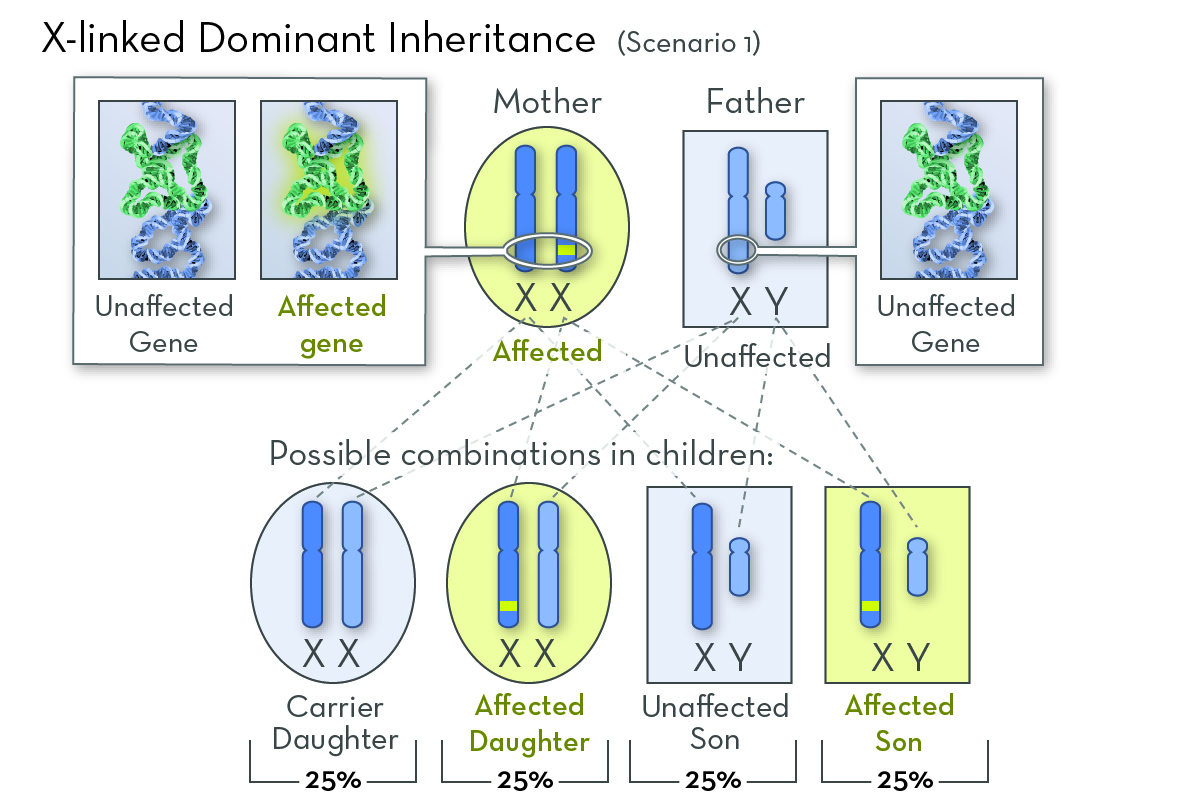 X-linked Dominant Inheritance (Scenario 1)
Mother
Father
Unaffected
Gene
Affected
gene
X X
Affected
X Y
Unaffected
Unaffected
Gene
Possible combinations in children:
X X
X X
X Y
X Y
Carrier
Daughter
Affected
Daughter
Unaffected
Son
Affected
Son
25%
25%
25%
25%